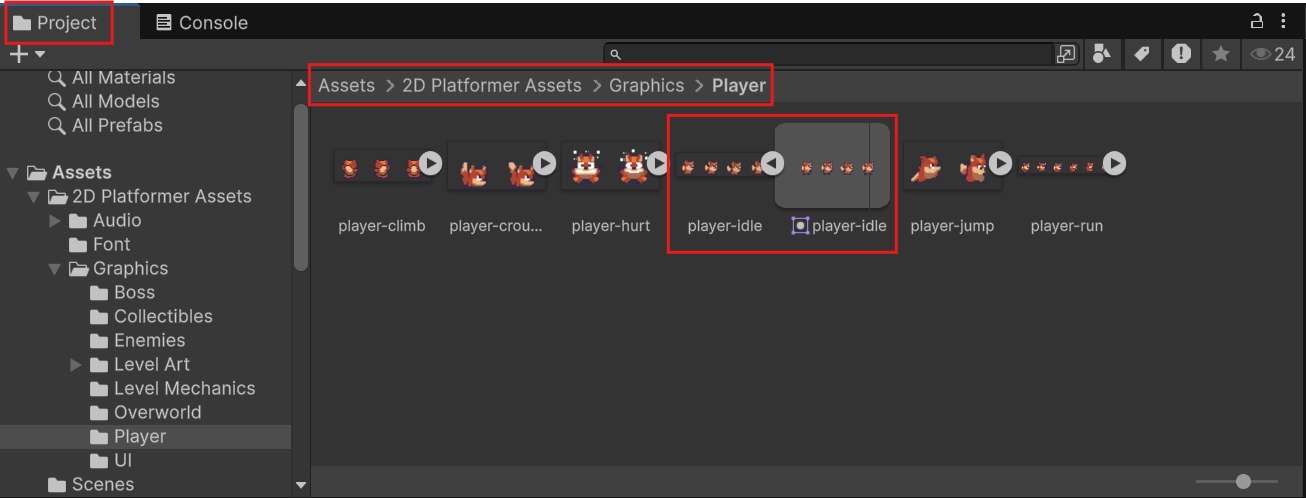 Project
Console
24
All Materials
All Models
All Prefabs
Assets
2D Platformer Assets
Audio
Font
Graphics
Boss
Collectibles
Enemies
Level Art
Level Mechanics
Overworld
Player
UI
Scenes
Assets > 2D Platformer Assets > Graphics > Player
player-climb player-crou... player-hurt player-idle player-idle player-jump player-run